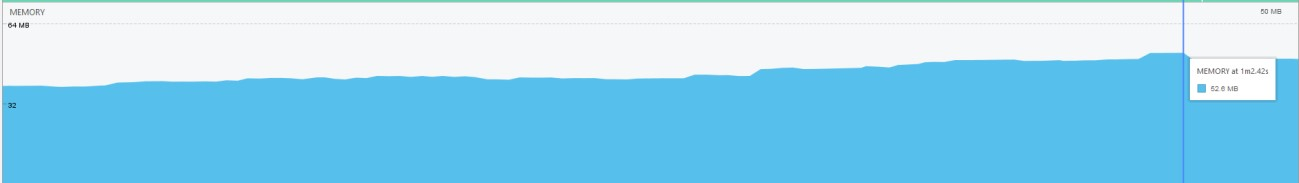 MEMORY
50 MB
64 MB
MEMORY at 1m2.42s
52.6 MB
32